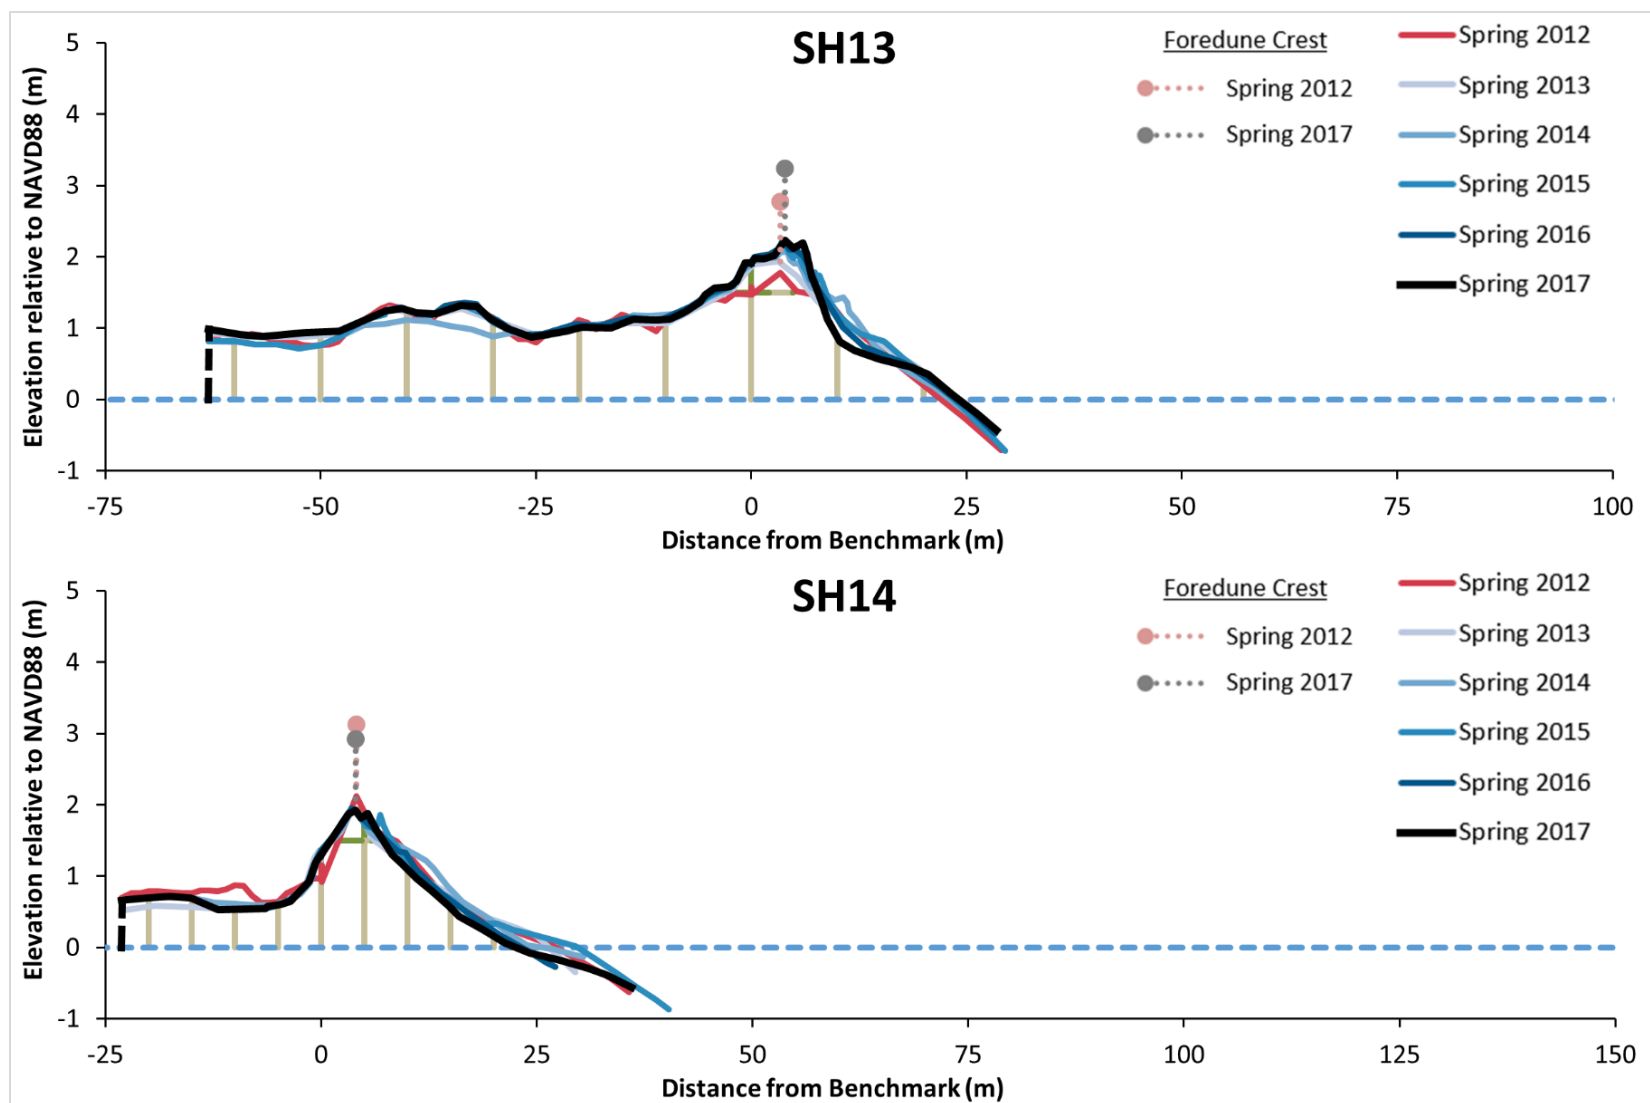 SH13
Foredune Crest
Spring 2012
Spring 2017
Spring 2012
Spring 2013
Spring 2014
Spring 2015
Spring 2016
Spring 2017
Elevation relative to NAVD88 (m)
5
4
3
2
1
0
-1
-75 -50 -25 0 25 50 75 100
Distance from Benchmark (m)
SH14
Foredune Crest
Spring 2012
Spring 2017
Spring 2012
Spring 2013
Spring 2014
Spring 2015
Spring 2016
Spring 2017
Elevation relative to NAVD88 (m)
5
4
3
2
1
0
-1
-25 0 25 50 75 100 125 150
Distance from Benchmark (m)